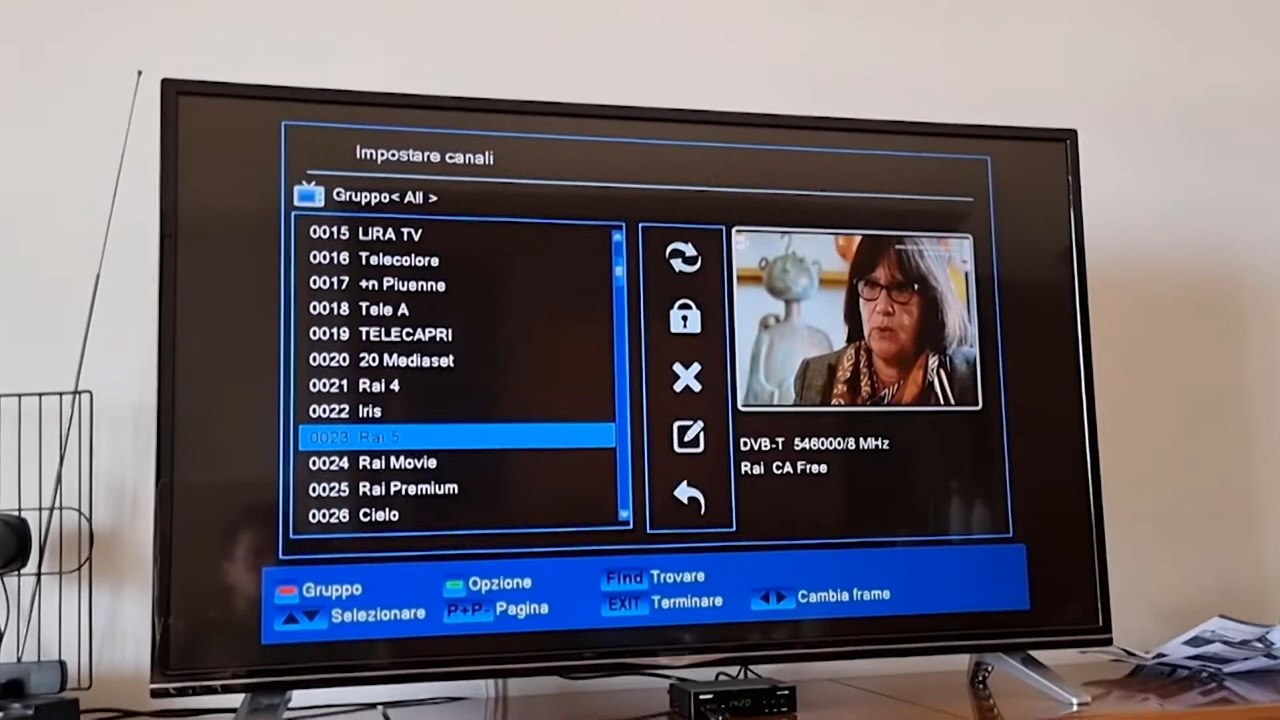 Impostare canali
Gruppo< All >
0015 LIRA TV
0016 Telecolore
0017 +n Piuenne
0018 Tele A
0019 TELECAPRI
0020 20 Mediaset
0021 Rai 4
0022 Iris
0023 Rai 5
0024 Rai Movie
0025 Rai Premium
0026 Cielo
DVB-T 546000/8 MHz
Rai CA Free
Gruppo
Opzione
Find Trovare
Selezionare
P+P- Pagina
EXIT Terminare
Cambia frame